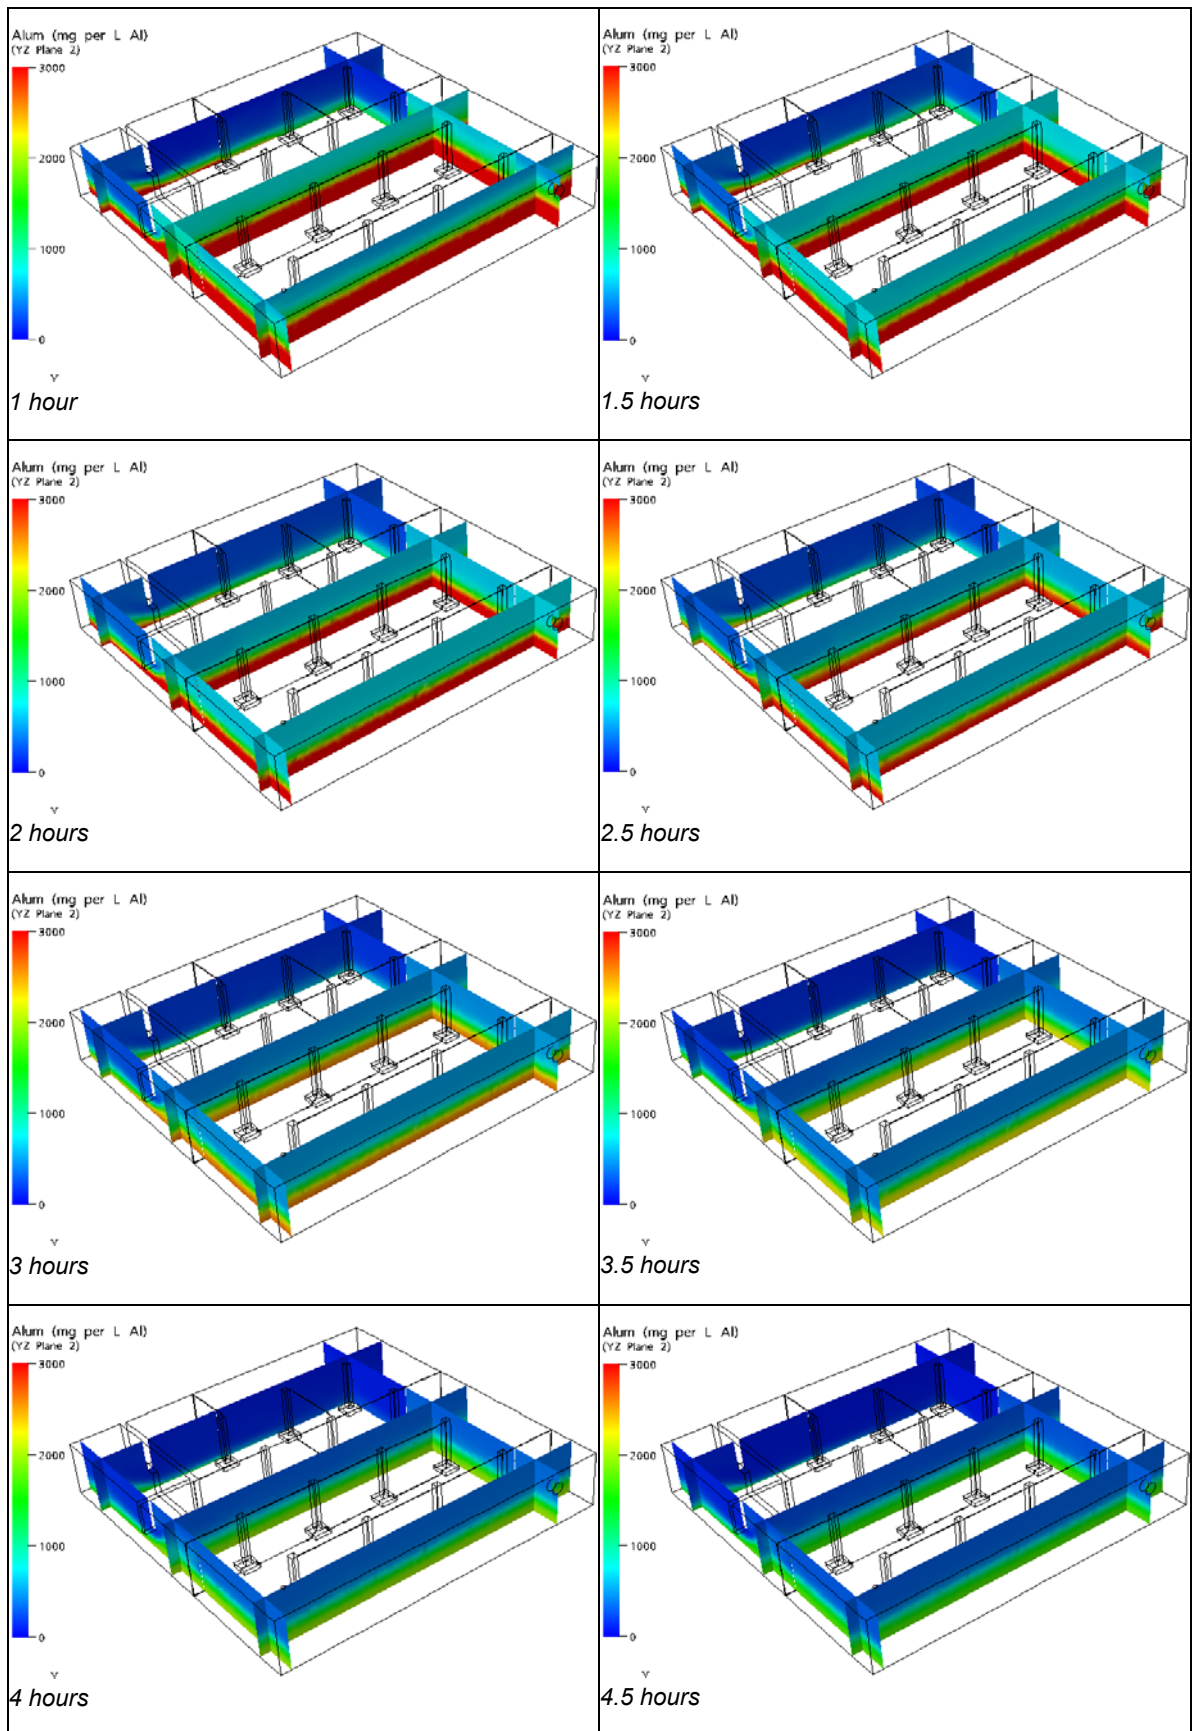 Alum (mg per L Al)
(YZ Plane 2)
3000
2000
1000
0
Y
1 hour
Alum (mg per L Al)
(YZ Plane 2)
3000
2000
1000
0
Y
1.5 hours
Alum (mg per L Al)
(YZ Plane 2)
3000
2000
1000
0
Y
2 hours
Alum (mg per L Al)
(YZ Plane 2)
3000
2000
1000
0
Y
2.5 hours
Alum (mg per L Al)
(YZ Plane 2)
3000
2000
1000
0
Y
3 hours
Alum (mg per L Al)
(YZ Plane 2)
3000
2000
1000
0
Y
3.5 hours
Alum (mg per L Al)
(YZ Plane 2)
3000
2000
1000
0
Y
4 hours
Alum (mg per L Al)
(YZ Plane 2)
3000
2000
1000
0
Y
4.5 hours